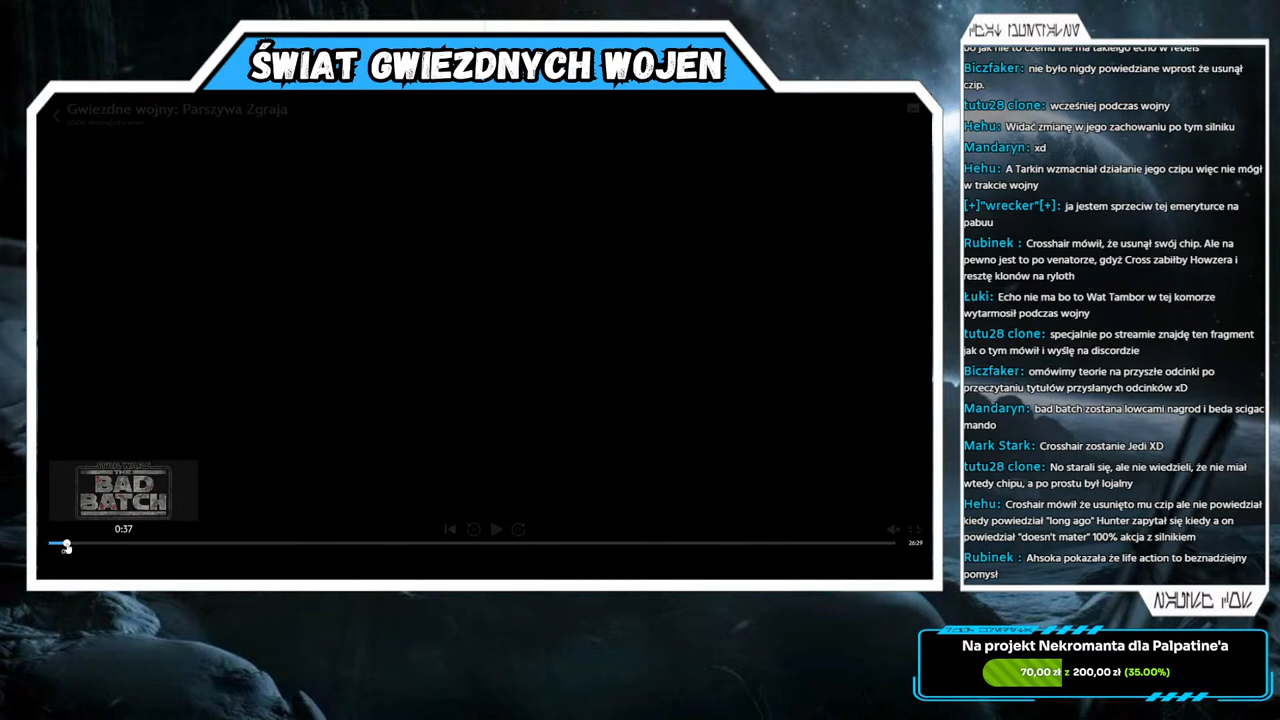 ŚWIAT GWIEZDNYCH WOJEN
Gwiezdne wojny: Parszywa Zgraja
STAR WARS
THE
BAD
BATCH
0:37
26:29
Biczfaker: nie było nigdy powiedziane wprost że usunął
czip.
tutu28 clone: wcześniej podczas wojny
Hehu: Widać zmianę w jego zachowaniu po tym silniku
Mandaryn: xd
Hehu: A Tarkin wzmacniał działanie jego czipu więc nie mógł
w trakcie wojny
[+]"wrecker"[+]: ja jestem sprzeciw tej emeryturce na
pabuu
Rubinek : Crosshair mówił, że usunął swój chip. Ale na
pewno jest to po venatorze, gdyż Cross zabiłby Howzera i
resztę klonów na ryloth
Łuki: Echo nie ma bo to Wat Tambor w tej komorze
wytarmosił podczas wojny
tutu28 clone: specjalnie po streamie znajdę ten fragment
jak o tym mówił i wyślę na discordzie
Biczfaker: omówimy teorie na przyszłe odcinki po
przeczytaniu tytułów przysłanych odcinków xD
Mandaryn: bad batch zostana lowcami nagrod i beda scigac
mando
Mark Stark: Crosshair zostanie Jedi XD
tutu28 clone: No starali się, ale nie wiedzieli, że nie miał
wtedy chipu, a po prostu był lojalny
Hehu: Croshair mówił że usunięto mu czip ale nie powiedział
kiedy powiedział "long ago" Hunter zapytał się kiedy a on
powiedział "doesn't mater" 100% akcja z silnikiem
Rubinek : Ahsoka pokazała że life action to beznadziejny
pomysł
Na projekt Nekromanta dla Palpatine'a
70,00 zł z 200,00 zł (35.00%)